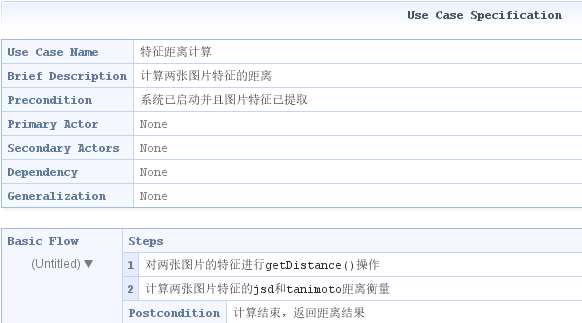 Use Case Specification
Use Case Name 特征距离计算
Brief Description 计算两张图片特征的距离
Precondition 系统已启动并且图片特征已提取
Primary Actor None
Secondary Actors None
Dependency None
Generalization None
Basic Flow Steps
(Untitled) ▼ 1 对两张图片的特征进行getDistance()操作
2 计算两张图片特征的jsd和tanimoto距离衡量
Postcondition 计算结束，返回距离结果